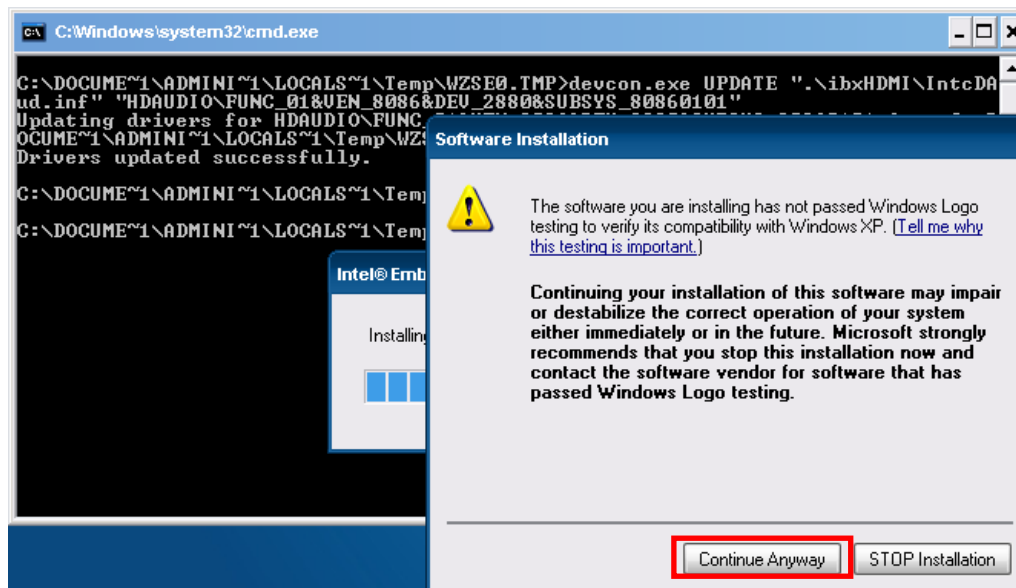 C:\Windows\system32\cmd.exe
C:\DOCUME~1\ADMINI~1\LOCALS~1\Temp\WZSE0.TMP>devcon.exe UPDATE ".\ibxHDMI\IntcDA
ud.inf" "HDAUDIO\FUNC_01&VEN_8086&DEV_2880&SUBSYS_80860101"
Updating drivers for HDAUDIO\FUNC
OCUME~1\ADMINI~1\LOCALS~1\Temp\WZS
Drivers updated successfully.
C:\DOCUME~1\ADMINI~1\LOCALS~1\Tem
C:\DOCUME~1\ADMINI~1\LOCALS~1\Tem
Intel® Emb
Installing
Software Installation
The software you are installing has not passed Windows Logo
testing to verify its compatibility with Windows XP. (Tell me why
this testing is important.)
Continuing your installation of this software may impair
or destabilize the correct operation of your system
either immediately or in the future. Microsoft strongly
recommends that you stop this installation now and
contact the software vendor for software that has
passed Windows Logo testing.
Continue Anyway
STOP Installation